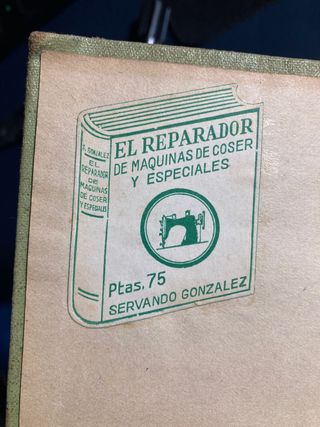 S. GONZALEZ
EL
REPARADOR
DE
MAQUINAS
DE COSER
Y ESPECIALES
EL REPARADOR
DE MAQUINAS DE COSER
Y ESPECIALES
Ptas. 75
SERVANDO GONZALEZ